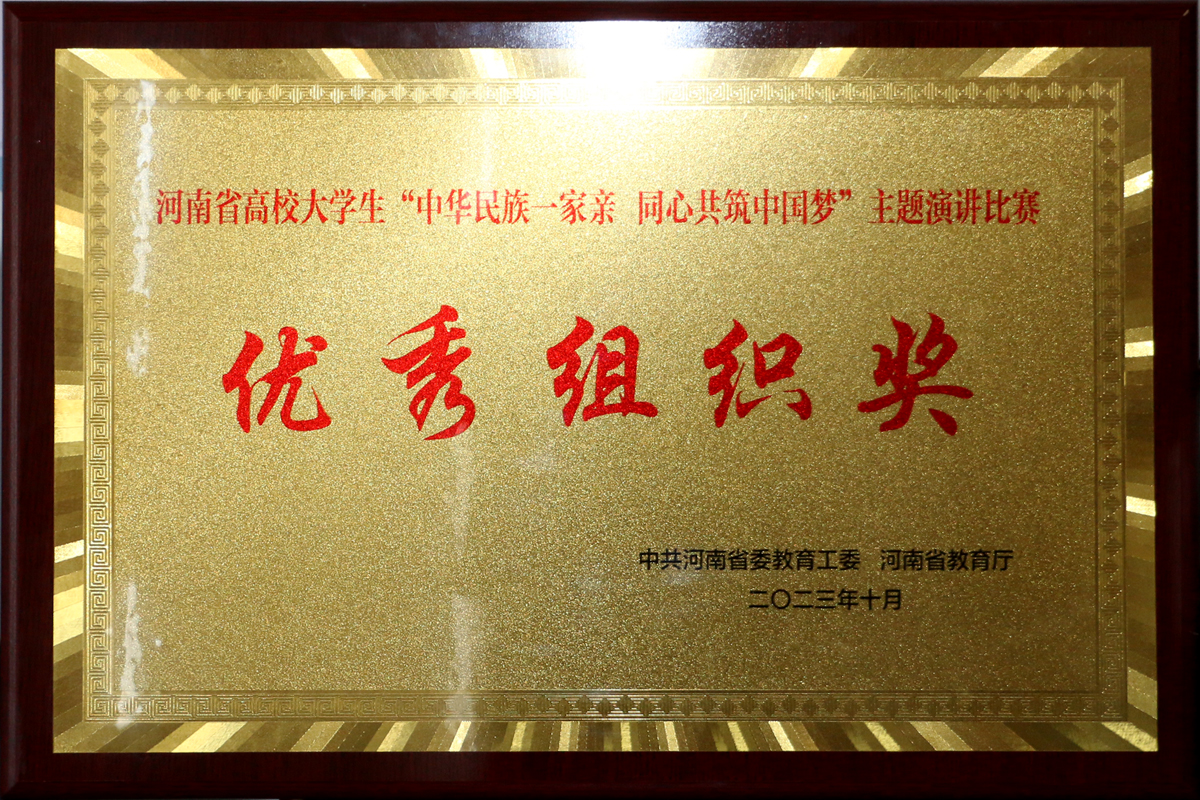 河南省高校大学生“中华民族一家亲 同心共筑中国梦”主题演讲比赛
优秀组织奖
中共河南省委教育工委 河南省教育厅
二〇二三年十月